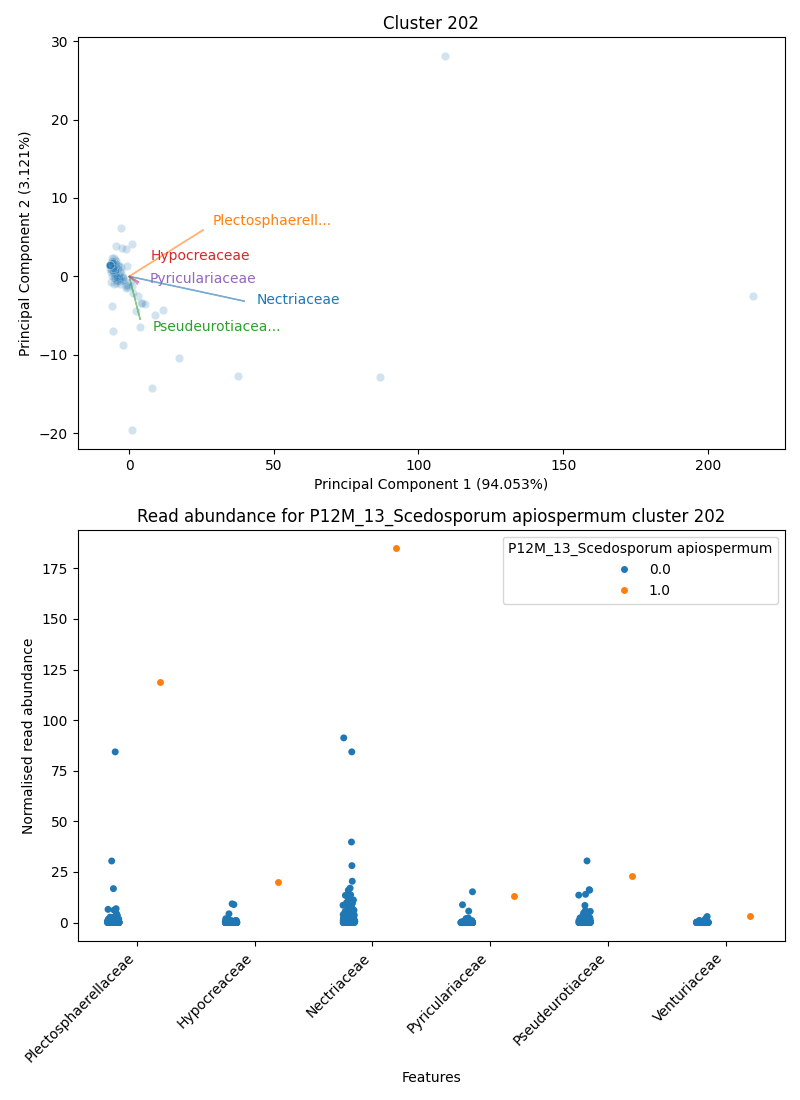 Cluster 202
30
20
10
0
−10
−20
Principal Component 2 (3.121%)
Plectosphaerell...
Hypocreaceae
Pyriculariaceae
Nectriaceae
Pseudeurotiacea...
0
50
100
150
200
Principal Component 1 (94.053%)
Read abundance for P12M_13_Scedosporum apiospermum cluster 202
P12M_13_Scedosporum apiospermum
0.0
1.0
175
150
125
100
75
50
25
0
Normalised read abundance
Plectosphaerellaceae
Hypocreaceae
Nectriaceae
Pyriculariaceae
Pseudeurotiaceae
Venturiaceae
Features